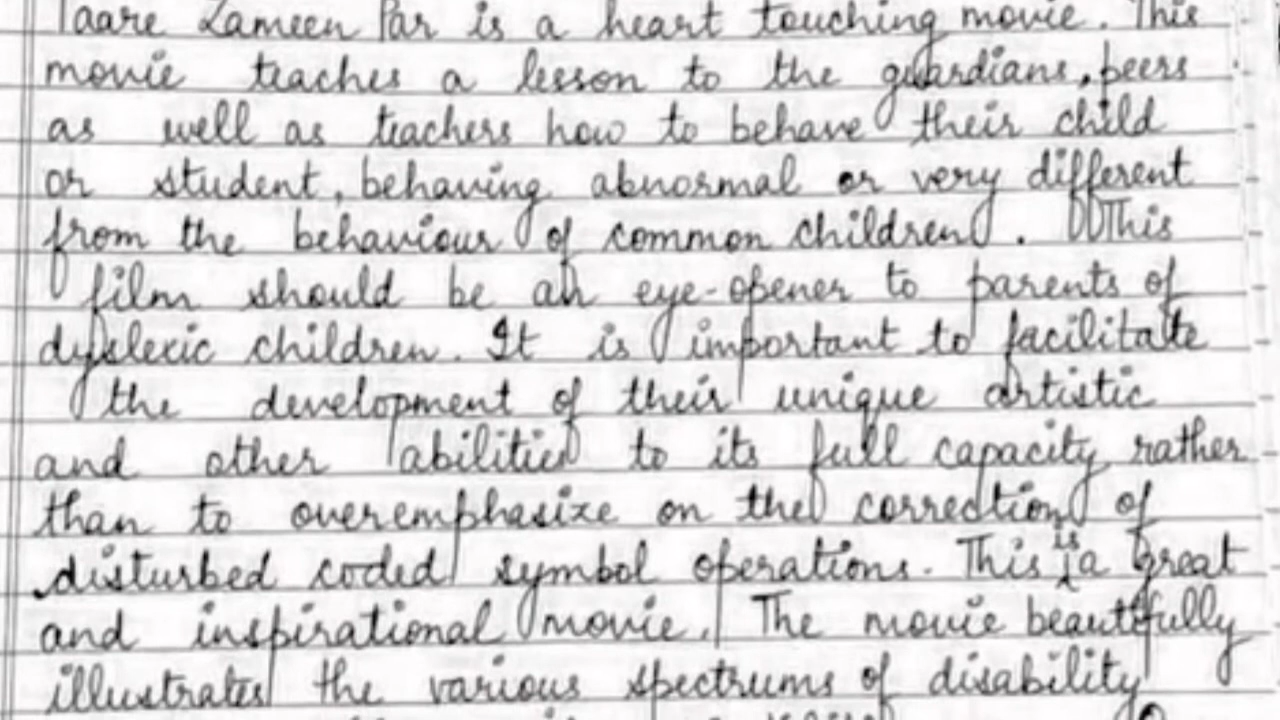 Taare Zameen Par is a heart touching movie. This
movie teaches a lesson to the guardians, peers
as well as teachers how to behave their child
or student, behaving abnormal or very different
from the behaviour of common children. This
film should be an eye-opener to parents of
dyslexic children. It is important to facilitate
the development of their unique artistic
and other abilities to its full capacity rather
than to overemphasize on the correction of
disturbed coded symbol operations. This is a great
and inspirational movie. The movie beautifully
illustrates the various spectrums of disability